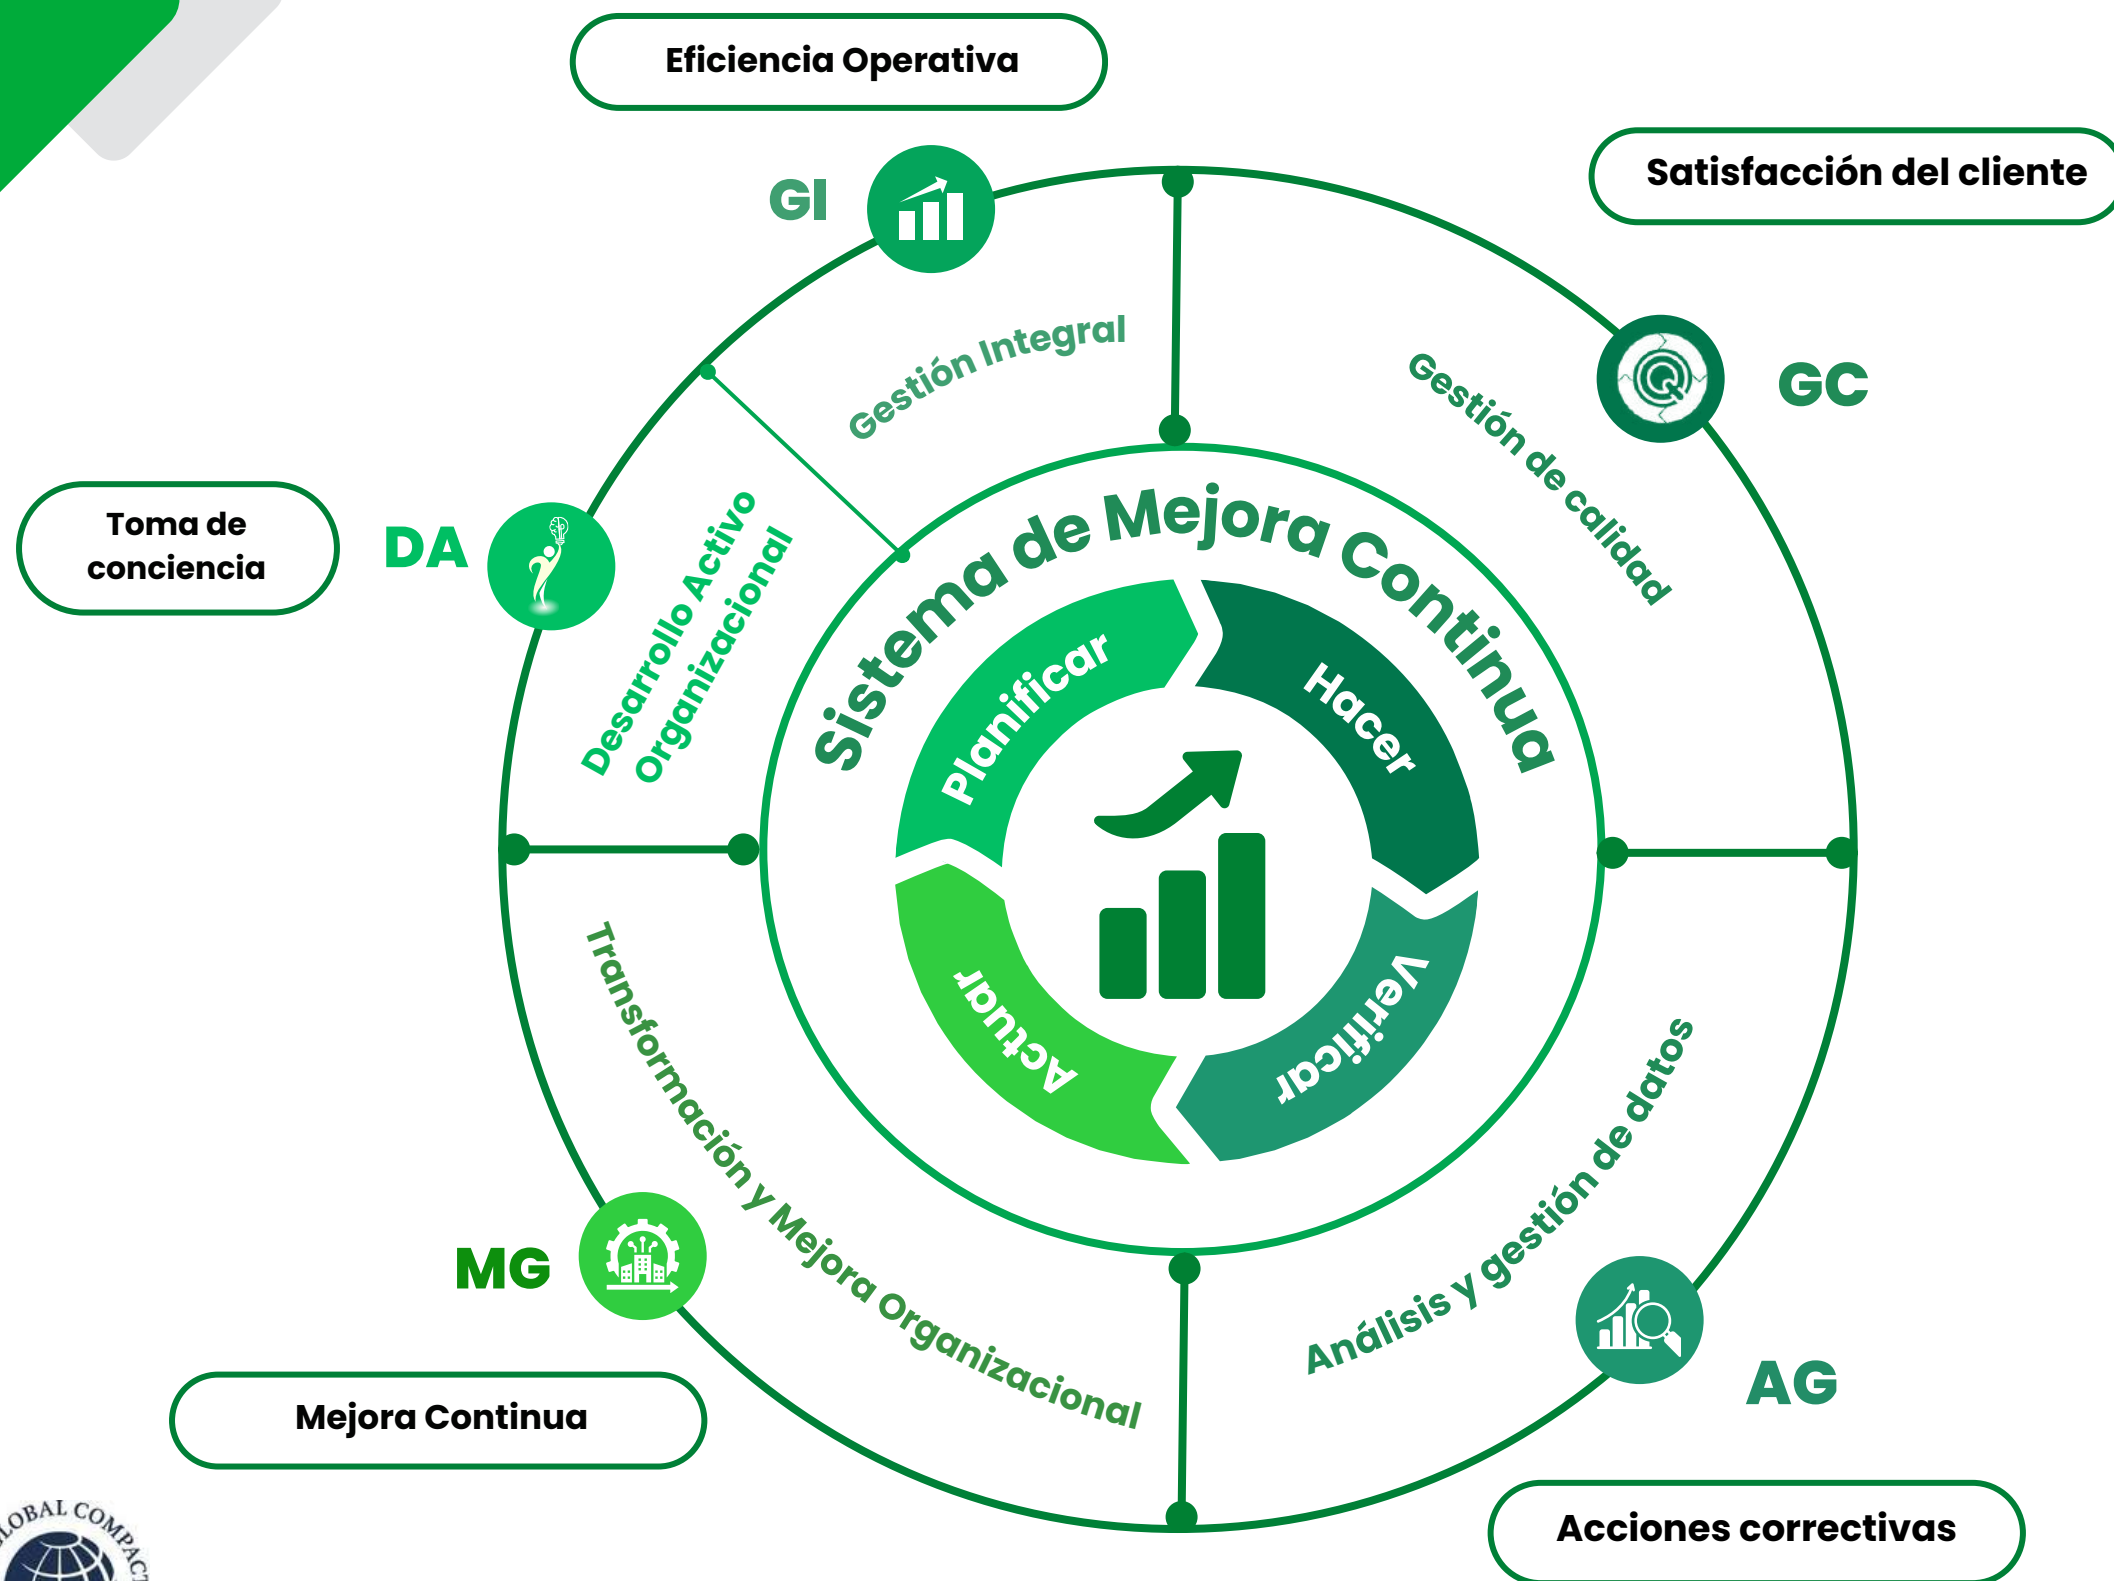 Eficiencia Operativa
Satisfacción del cliente
GI
GC
Gestión Integral
Gestión de calidad
Toma de
conciencia
DA
Desarrollo Activo
Organizacional
Sistema de Mejora Continua
Planificar
Hacer
Verificar
Actuar
Transformación y Mejora Organizacional
Análisis y gestión de datos
MG
AG
Mejora Continua
Acciones correctivas
OBAL COMPACT